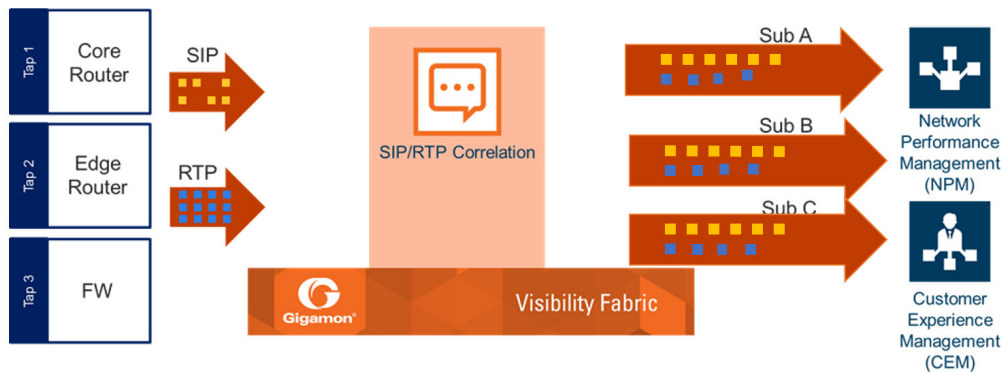 Tap 1
Core
Router
Tap 2
Edge
Router
Tap 3
FW
SIP
RTP
SIP/RTP Correlation
Gigamon®
Visibility Fabric
Sub A
Sub B
Sub C
Network
Performance
Management
(NPM)
Customer
Experience
Management
(CEM)